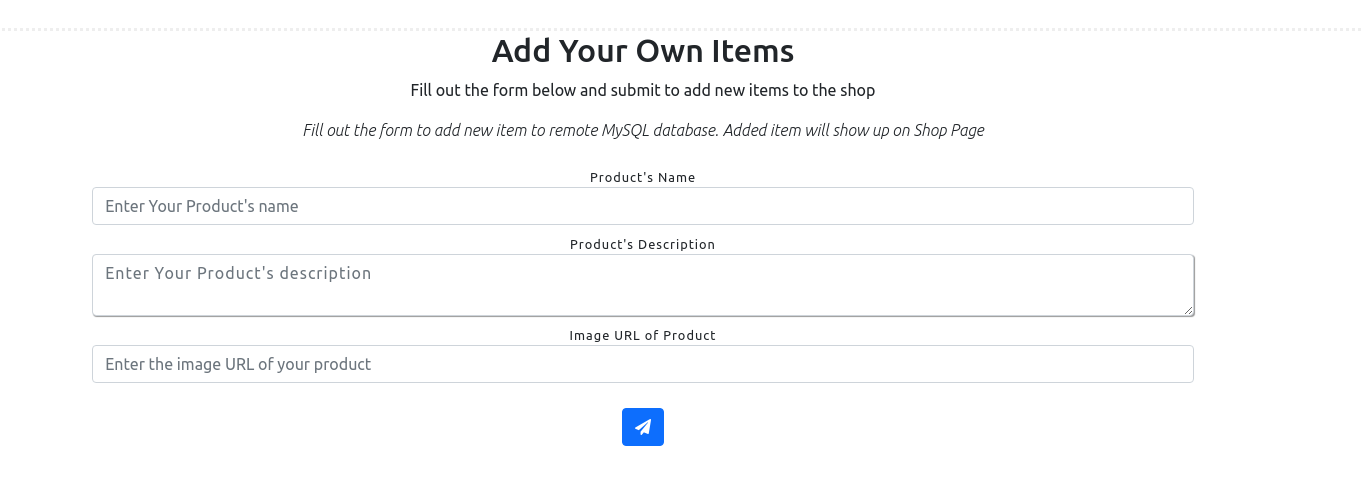 Add Your Own Items
Fill out the form below and submit to add new items to the shop
Fill out the form to add new item to remote MySQL database. Added item will show up on Shop Page
Product's Name
Enter Your Product's name
Product's Description
Enter Your Product's description
Image URL of Product
Enter the image URL of your product